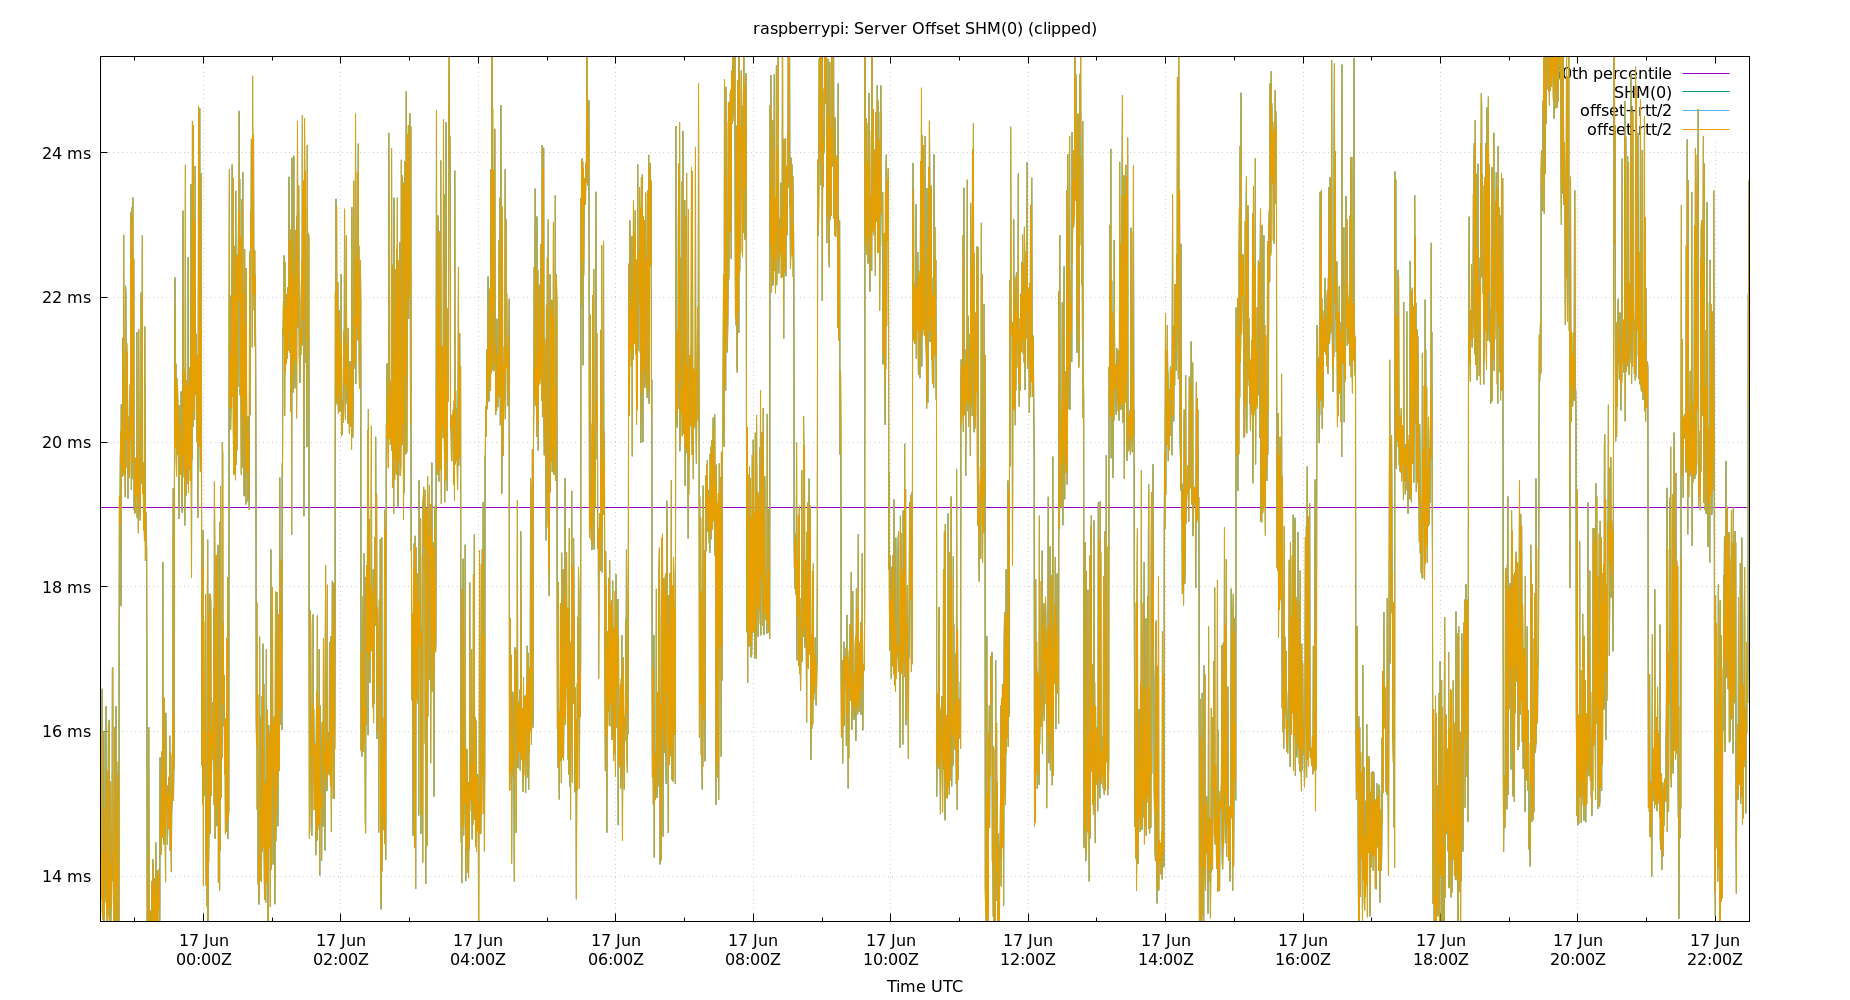 raspberrypi: Server Offset SHM(0) (clipped)
0th percentile
SHM(0)
offset+rtt/2
offset-rtt/2
24 ms
22 ms
20 ms
18 ms
16 ms
14 ms
17 Jun 17 Jun 17 Jun 17 Jun 17 Jun 17 Jun 17 Jun 17 Jun 17 Jun 17 Jun 17 Jun 17 Jun
00:00Z 02:00Z 04:00Z 06:00Z 08:00Z 10:00Z 12:00Z 14:00Z 16:00Z 18:00Z 20:00Z 22:00Z
Time UTC